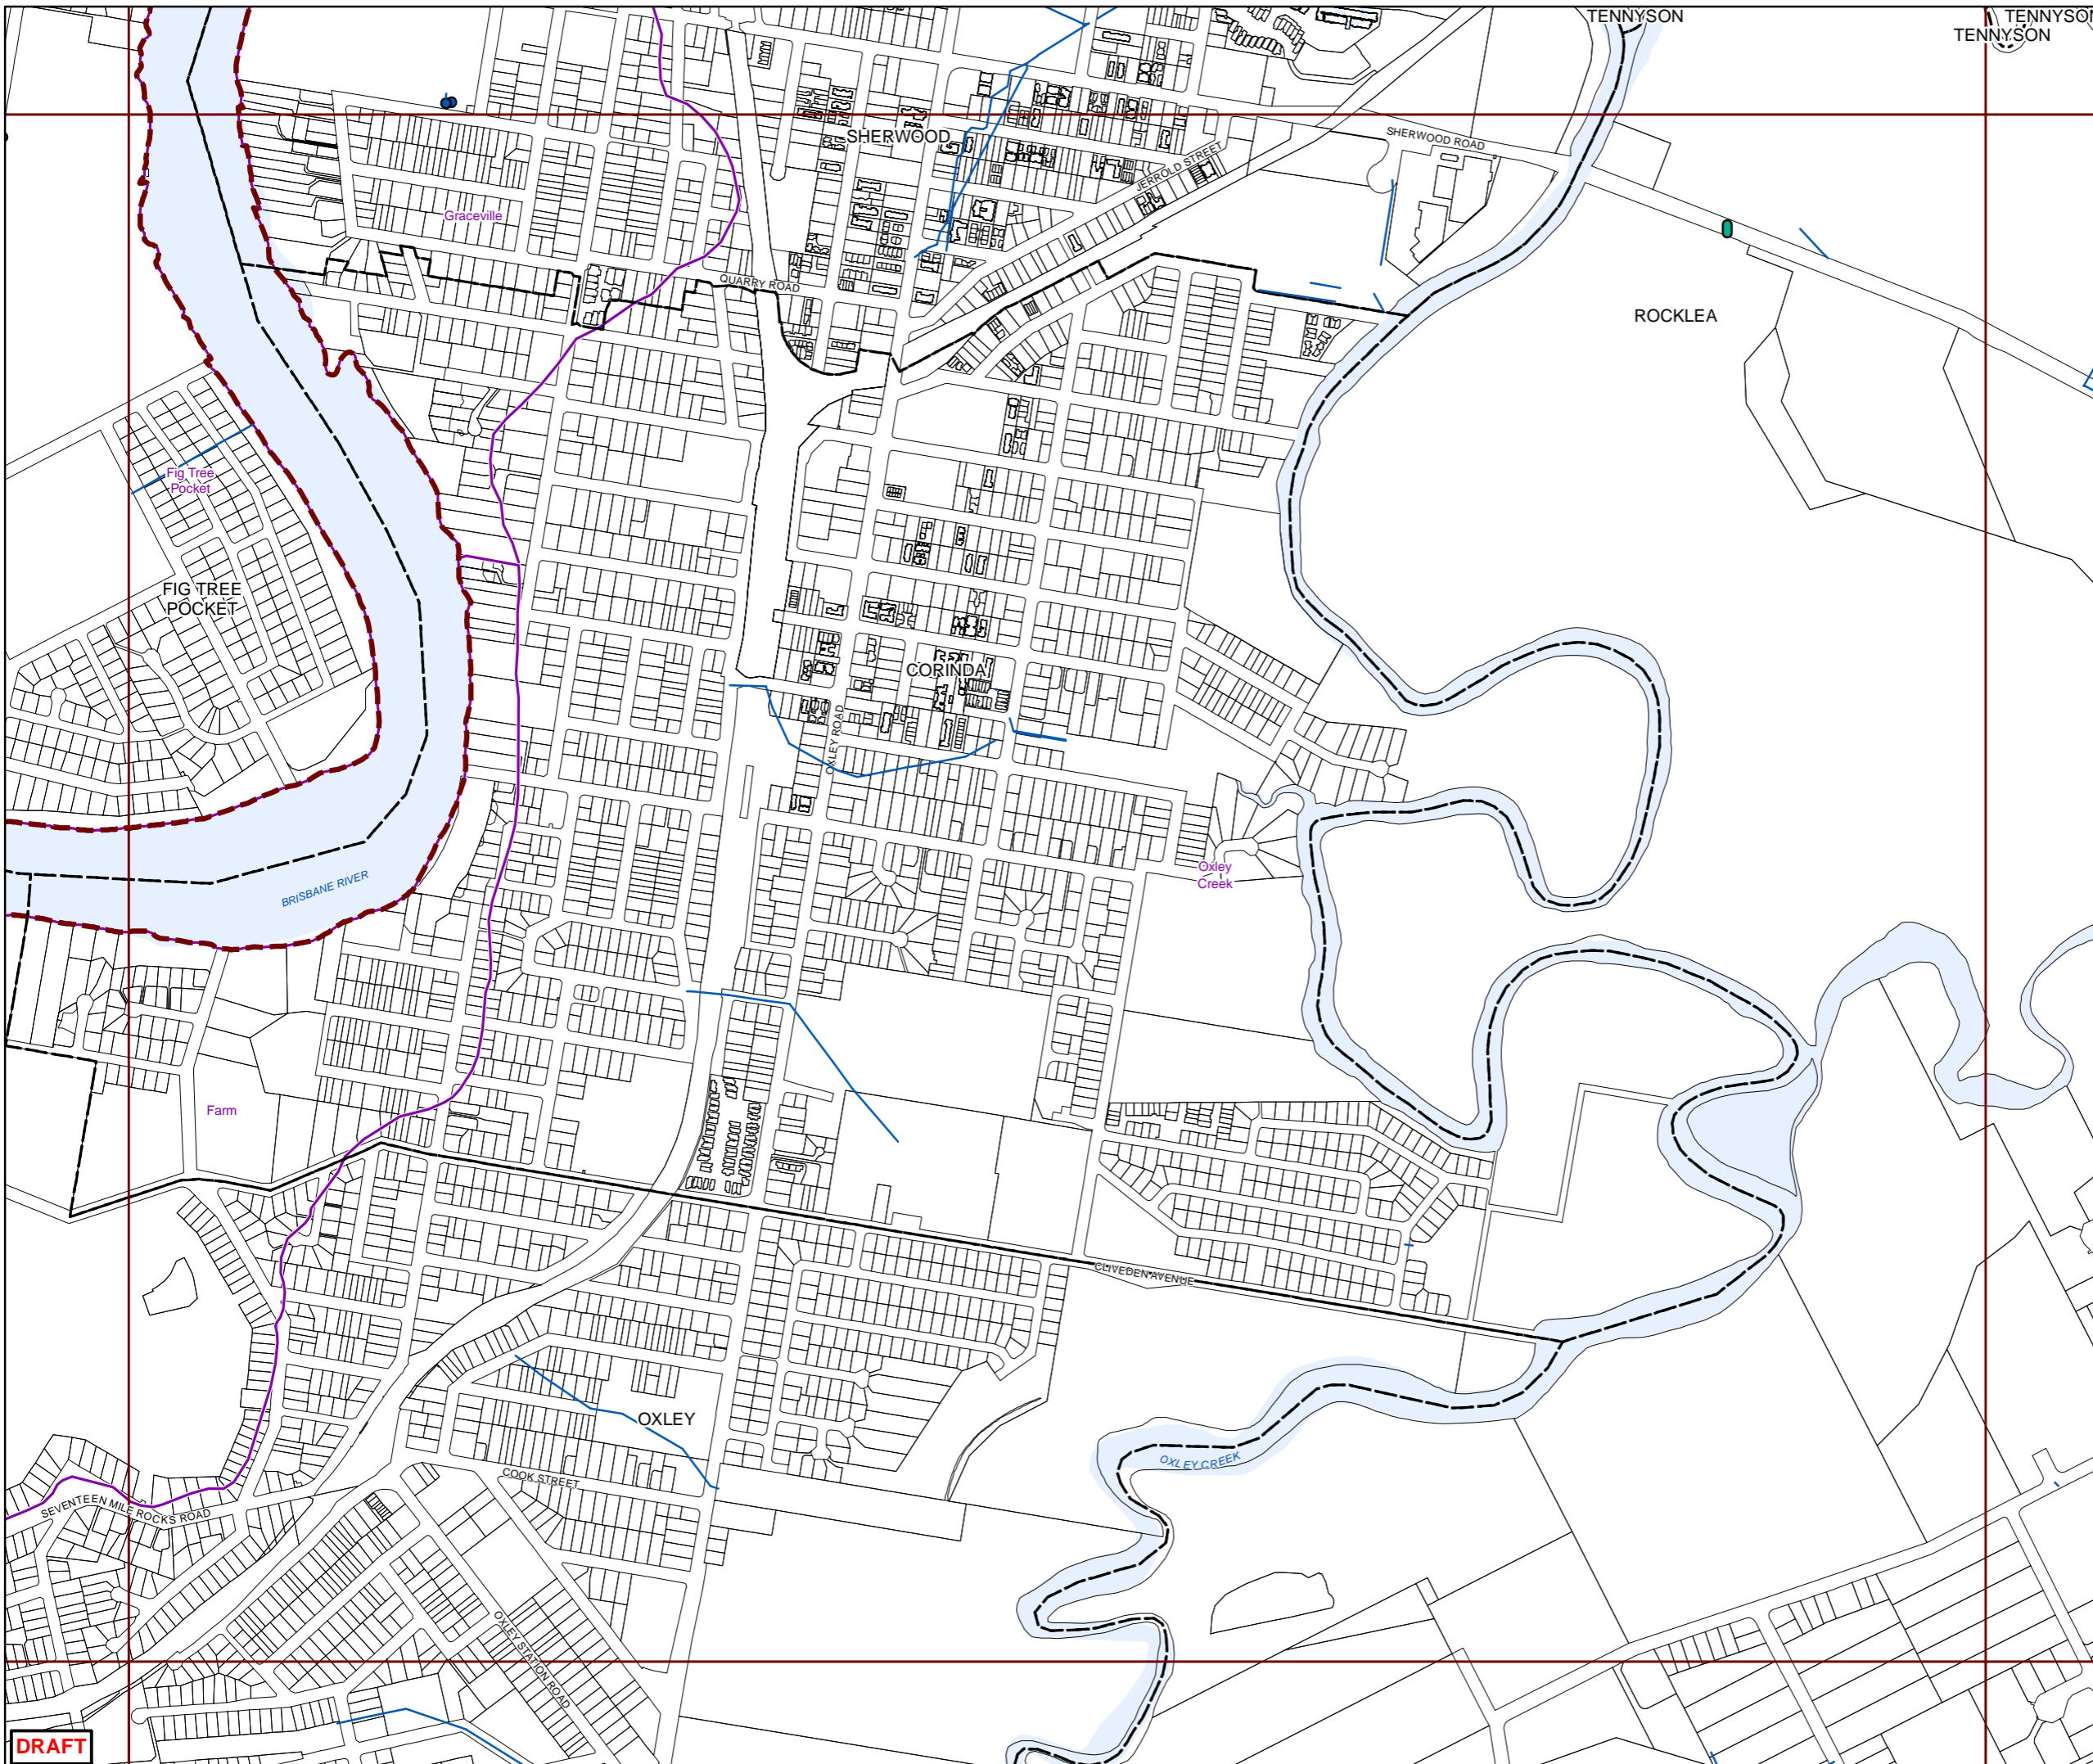 TENNYSON
TENNYSON
TENNYSON
SHERWOOD
SHERWOOD ROAD
JERROLD STREET
Graceville
QUARRY ROAD
ROCKLEA
Fig Tree
Pocket
FIG TREE
POCKET
CORINDA
OXLEY ROAD
Oxley
Creek
BRISBANE RIVER
Farm
CLIVEDEN AVENUE
OXLEY
OXLEY CREEK
COOK STREET
SEVENTEEN MILE ROCKS ROAD
OXLEY STATION ROAD
DRAFT